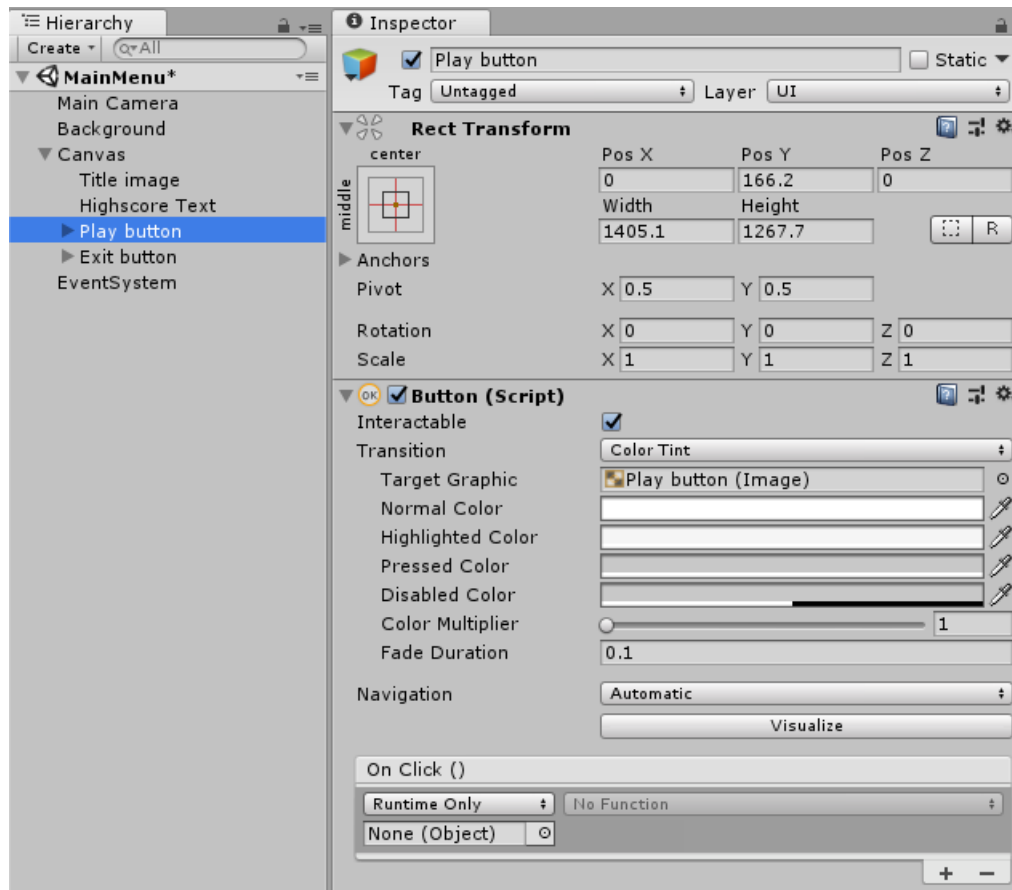 Hierarchy
Create All
MainMenu*
Main Camera
Background
Canvas
Title image
Highscore Text
Play button
Exit button
EventSystem
Inspector
Play button Static
Tag Untagged Layer UI
Rect Transform
center Pos X Pos Y Pos Z
middle 0 166.2 0
Width Height
1405.1 1267.7 R
Anchors
Pivot X 0.5 Y 0.5
Rotation X 0 Y 0 Z 0
Scale X 1 Y 1 Z 1
OK Button (Script)
Interactable
Transition Color Tint
Target Graphic Play button (Image)
Normal Color
Highlighted Color
Pressed Color
Disabled Color
Color Multiplier 1
Fade Duration 0.1
Navigation Automatic
Visualize
On Click ()
Runtime Only No Function
None (Object)
+ −